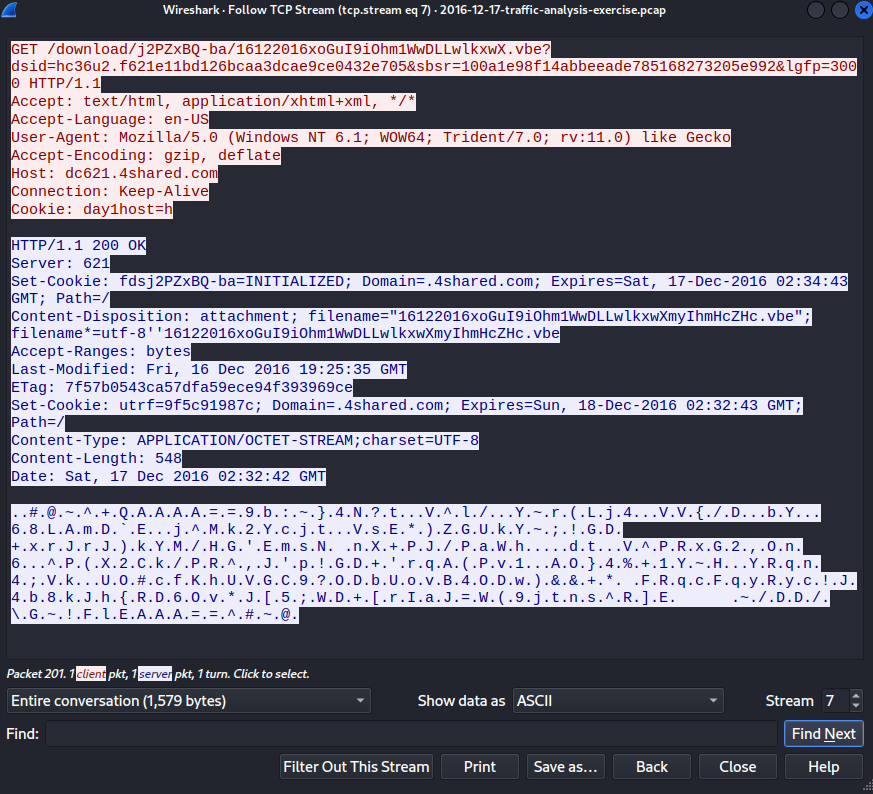 Wireshark · Follow TCP Stream (tcp.stream eq 7) · 2016-12-17-traffic-analysis-exercise.pcap
GET /download/j2PZxBQ-ba/16122016xoGuI9iOhm1WwDLLwlkxwX.vbe?
dsid=hc36u2.f621e11bd126bcaa3dcae9ce0432e705&sbsr=100a1e98f14abbeeade785168273205e992&lgfp=300
0 HTTP/1.1
Accept: text/html, application/xhtml+xml, */*
Accept-Language: en-US
User-Agent: Mozilla/5.0 (Windows NT 6.1; WOW64; Trident/7.0; rv:11.0) like Gecko
Accept-Encoding: gzip, deflate
Host: dc621.4shared.com
Connection: Keep-Alive
Cookie: day1host=h
HTTP/1.1 200 OK
Server: 621
Set-Cookie: fdsj2PZxBQ-ba=INITIALIZED; Domain=.4shared.com; Expires=Sat, 17-Dec-2016 02:34:43
GMT; Path=/
Content-Disposition: attachment; filename="16122016xoGuI9iOhm1WwDLLwlkxwXmyIhmHcZHc.vbe";
filename*=utf-8''16122016xoGuI9iOhm1WwDLLwlkxwXmyIhmHcZHc.vbe
Accept-Ranges: bytes
Last-Modified: Fri, 16 Dec 2016 19:25:35 GMT
ETag: 7f57b0543ca57dfa59ece94f393969ce
Set-Cookie: utrf=9f5c91987c; Domain=.4shared.com; Expires=Sun, 18-Dec-2016 02:32:43 GMT;
Path=/
Content-Type: APPLICATION/OCTET-STREAM;charset=UTF-8
Content-Length: 548
Date: Sat, 17 Dec 2016 02:32:42 GMT
..#.@.~.^.+.Q.A.A.A.A.=.=.9.b.:.~.}.4.N.?.t...V.^.l./...Y.~.r.(.L.j.4...V.V.{./.D...b.Y...
6.8.L.A.m.D.`.E...j.^.M.k.2.Y.c.j.t...V.s.E.*.).Z.G.U.k.Y.~.;.!.G.D.
+.x.r.J.r.J.).k.Y.M./.H.G.'.E.m.s.N. .n.X.+.P.J./.P.a.W.h.....d.t...V.^.P.R.x.G.2.,.O.n.
6...^.P.(.X.2.C.k./.P.R.^.,.J.'.p.!.G.D.+.'.r.q.A.(.P.v.1...A.O.}.4.%.+.1.Y.~.H...Y.R.q.n.
4.;.V.k...U.O.#.c.f.K.h.U.V.G.C.9.?.O.D.b.U.o.v.B.4.O.D.w.).&.&.+.*. .F.R.q.c.F.q.y.R.y.c.!.J.
4.b.8.k.J.h.{.R.D.6.O.v.*.J.[.5.;.W.D.+.[.r.I.a.J.=.W.(.9.j.t.n.s.^.R.].E. .~./.D.D./.
\.G.~.!.F.l.E.A.A.A.=.=.^.#.~.@.
Packet 201. 1 client pkt, 1 server pkt, 1 turn. Click to select.
Entire conversation (1,579 bytes) Show data as ASCII Stream 7
Find: Find Next
Filter Out This Stream Print Save as… Back Close Help